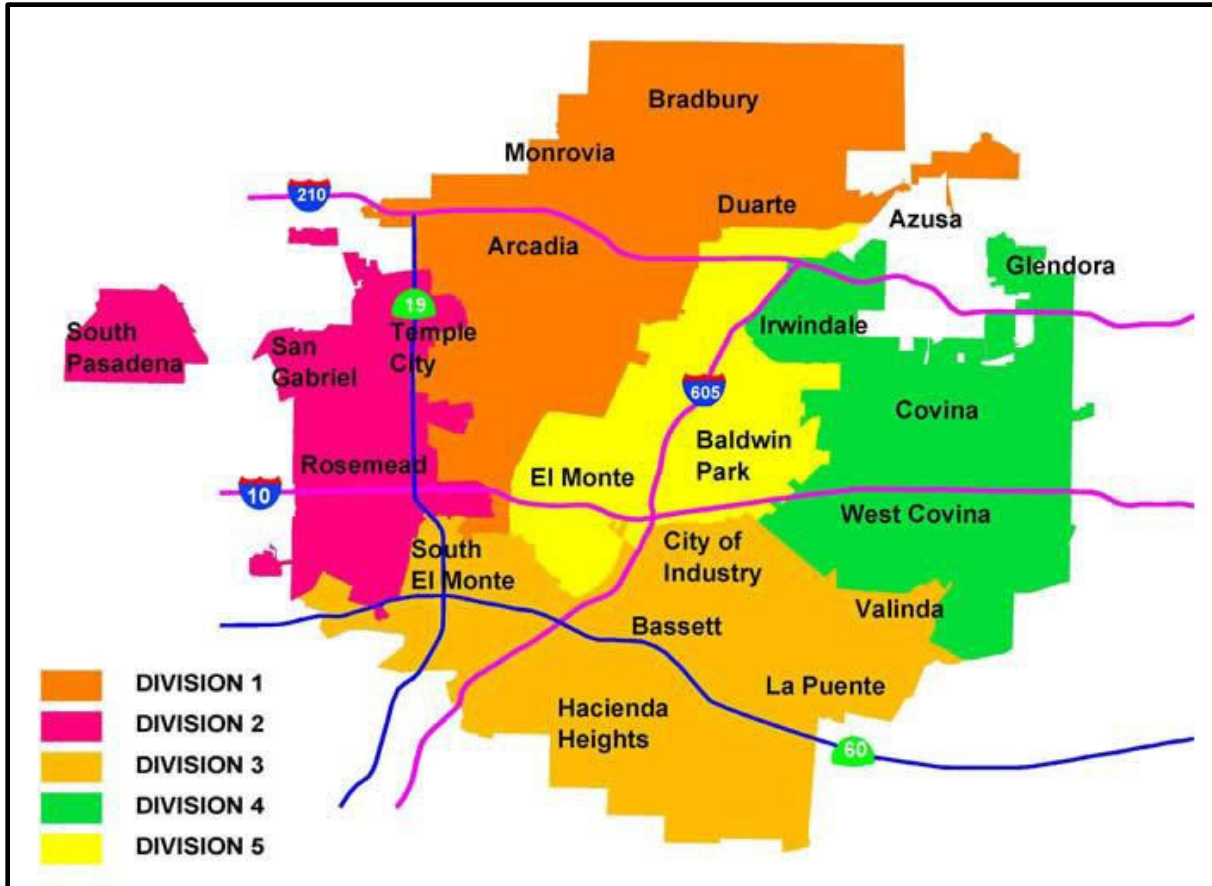 Bradbury
Monrovia
210
Duarte
Azusa
Arcadia
Glendora
19
Irwindale
South
Pasadena
San
Gabriel
Temple
City
605
Covina
Baldwin
Park
Rosemead
El Monte
10
West Covina
South
El Monte
City of
Industry
Valinda
Bassett
La Puente
Hacienda
Heights
60
DIVISION 1
DIVISION 2
DIVISION 3
DIVISION 4
DIVISION 5